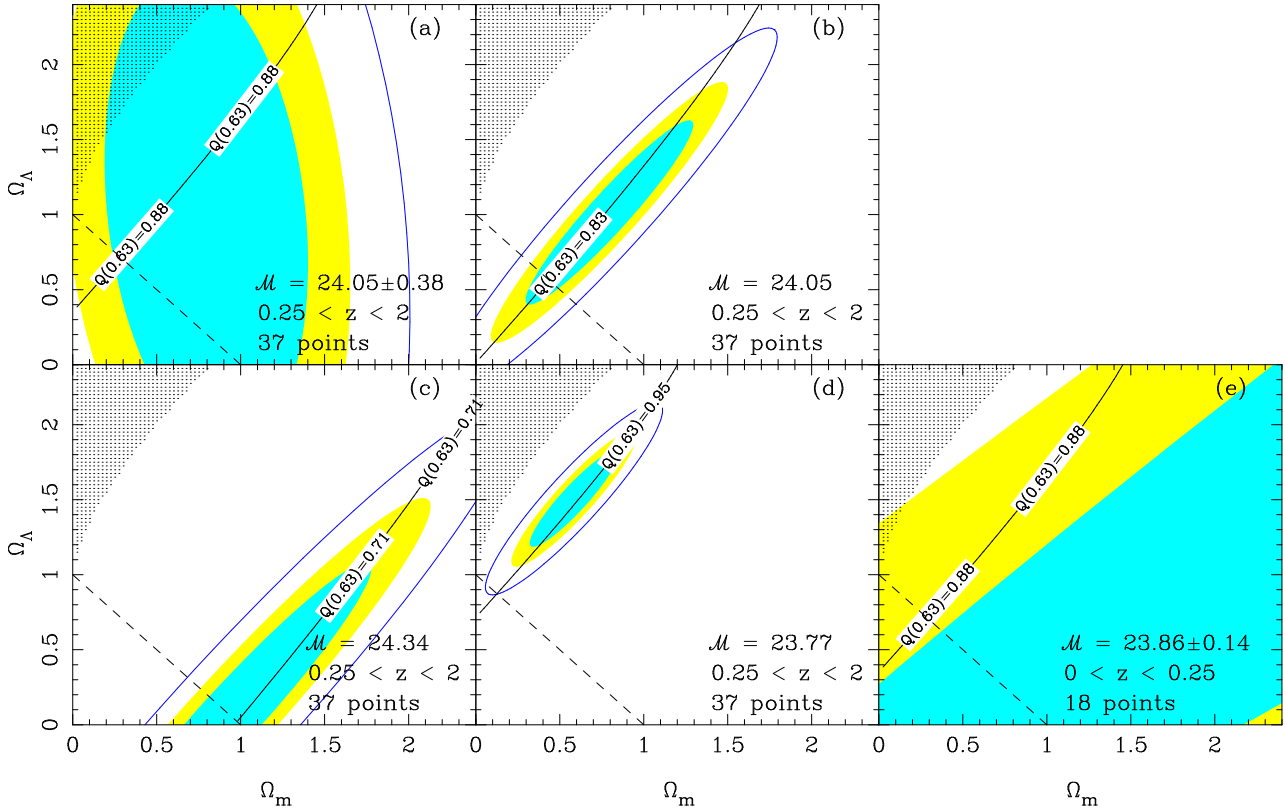 (a)
2
1.5
1
0.5
0
Ω_Λ
Q(0.63)=0.88
Q(0.63)=0.88
ℳ = 24.05±0.38
0.25 < z < 2
37 points
(b)
Q(0.63)=0.83
ℳ = 24.05
0.25 < z < 2
37 points
(c)
2
1.5
1
0.5
0
Ω_Λ
Q(0.63)=0.71
Q(0.63)=0.71
ℳ = 24.34
0.25 < z < 2
37 points
0 0.5 1 1.5 2
Ω_m
(d)
Q(0.63)=0.95
ℳ = 23.77
0.25 < z < 2
37 points
0 0.5 1 1.5 2
Ω_m
(e)
Q(0.63)=0.88
Q(0.63)=0.88
ℳ = 23.86±0.14
0 < z < 0.25
18 points
0 0.5 1 1.5 2
Ω_m